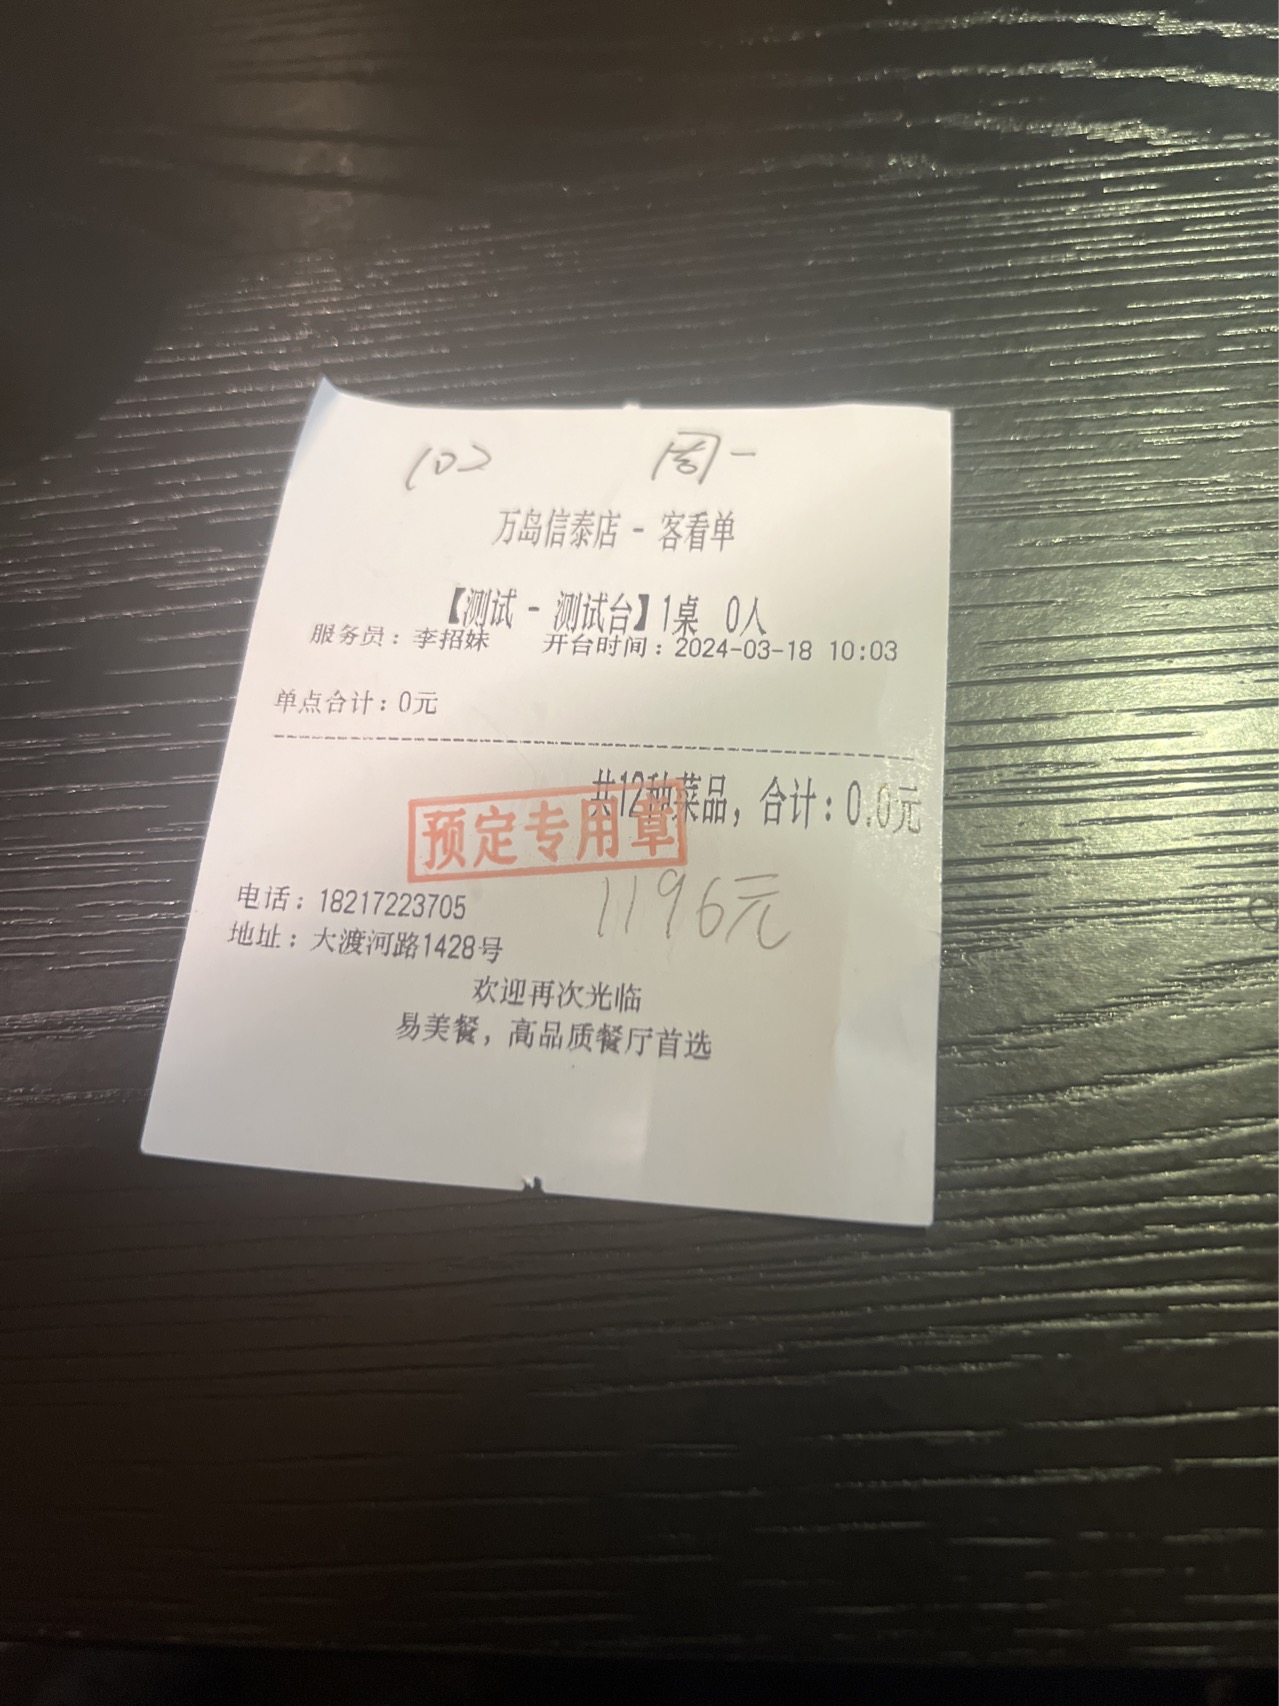 102 周一
万岛信泰店 - 客看单
【测试 - 测试台】1桌 0人
服务员：李招妹 开台时间：2024-03-18 10:03
单点合计：0元
共12种菜品，合计：0.0元
预定专用章
1196元
电话：18217223705
地址：大渡河路1428号
欢迎再次光临
易美餐，高品质餐厅首选